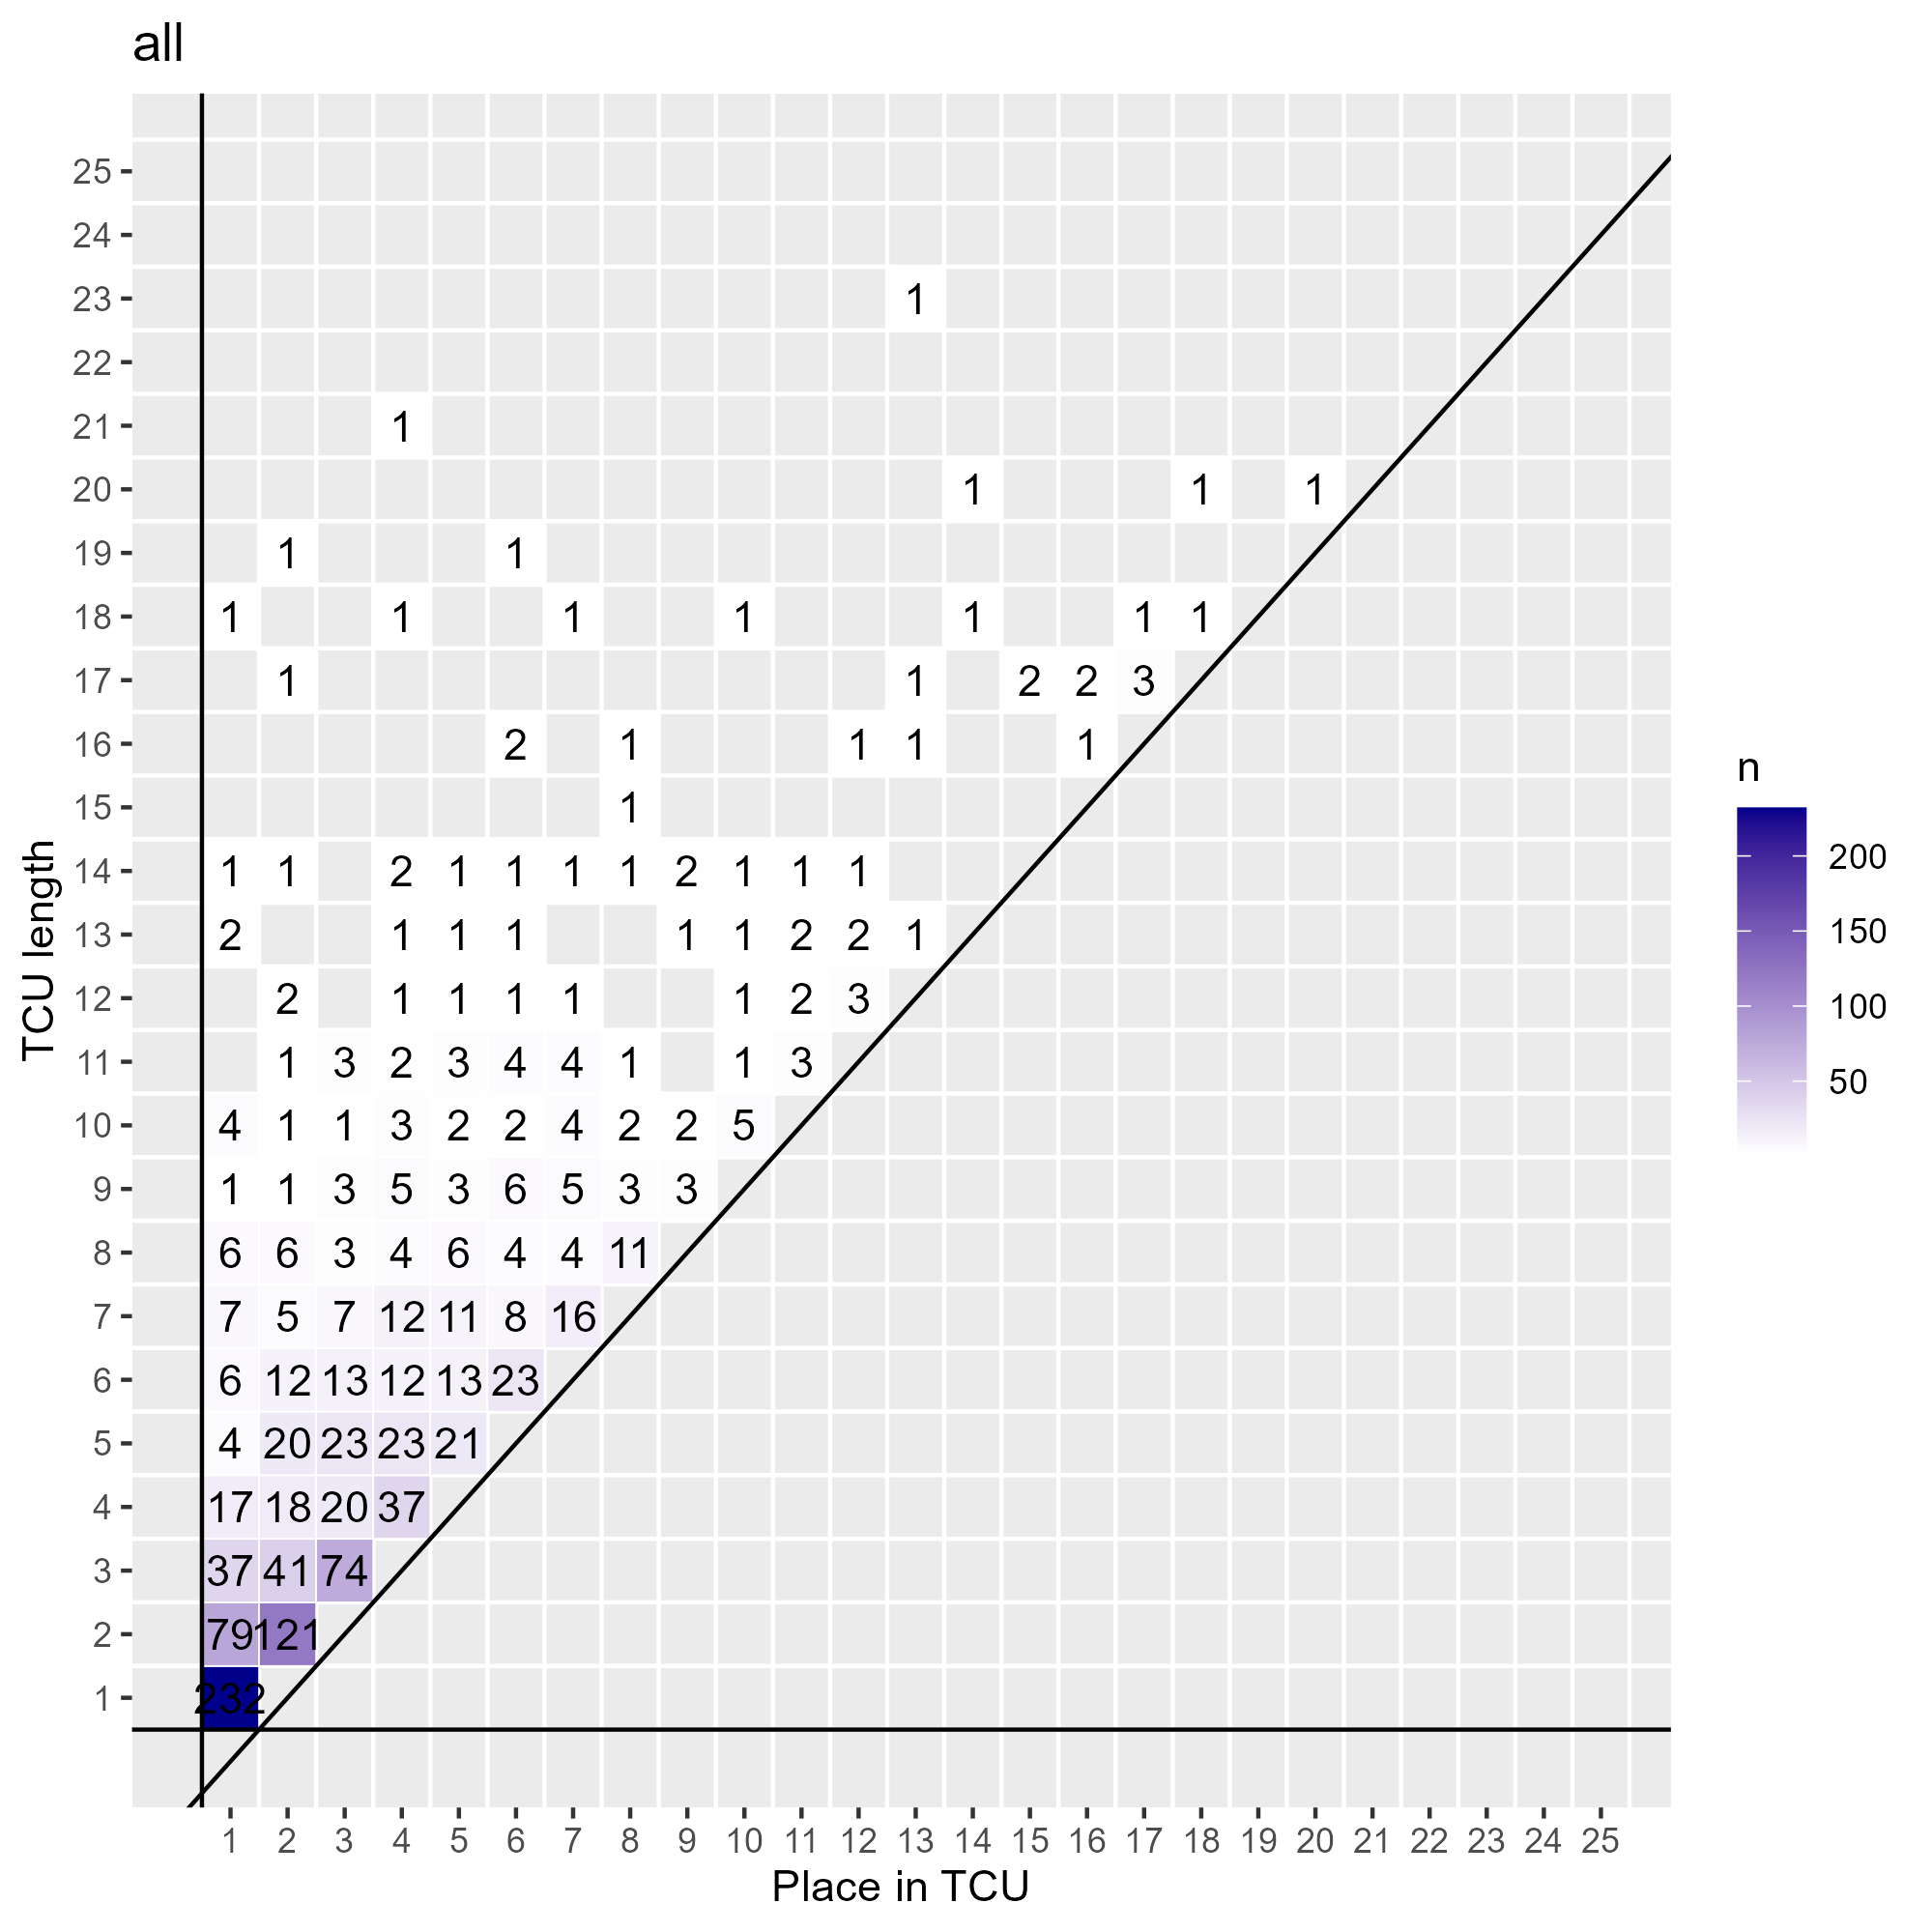 all
25
24
23 1
22
21 1
20 1 1 1
19 1 1
18 1 1 1 1 1 1 1
17 1 1 2 2 3
16 2 1 1 1 1
15 1
14 1 1 2 1 1 1 1 2 1 1 1
13 2 1 1 1 1 1 2 2 1
12 2 1 1 1 1 1 2 3
11 1 3 2 3 4 4 1 1 3
10 4 1 1 3 2 2 4 2 2 5
9 1 1 3 5 3 6 5 3 3
8 6 6 3 4 6 4 4 11
7 7 5 7 12 11 8 16
6 6 12 13 12 13 23
5 4 20 23 23 21
4 17 18 20 37
3 37 41 74
2 79 121
1 232
1 2 3 4 5 6 7 8 9 10 11 12 13 14 15 16 17 18 19 20 21 22 23 24 25
Place in TCU
TCU length
n
200
150
100
50